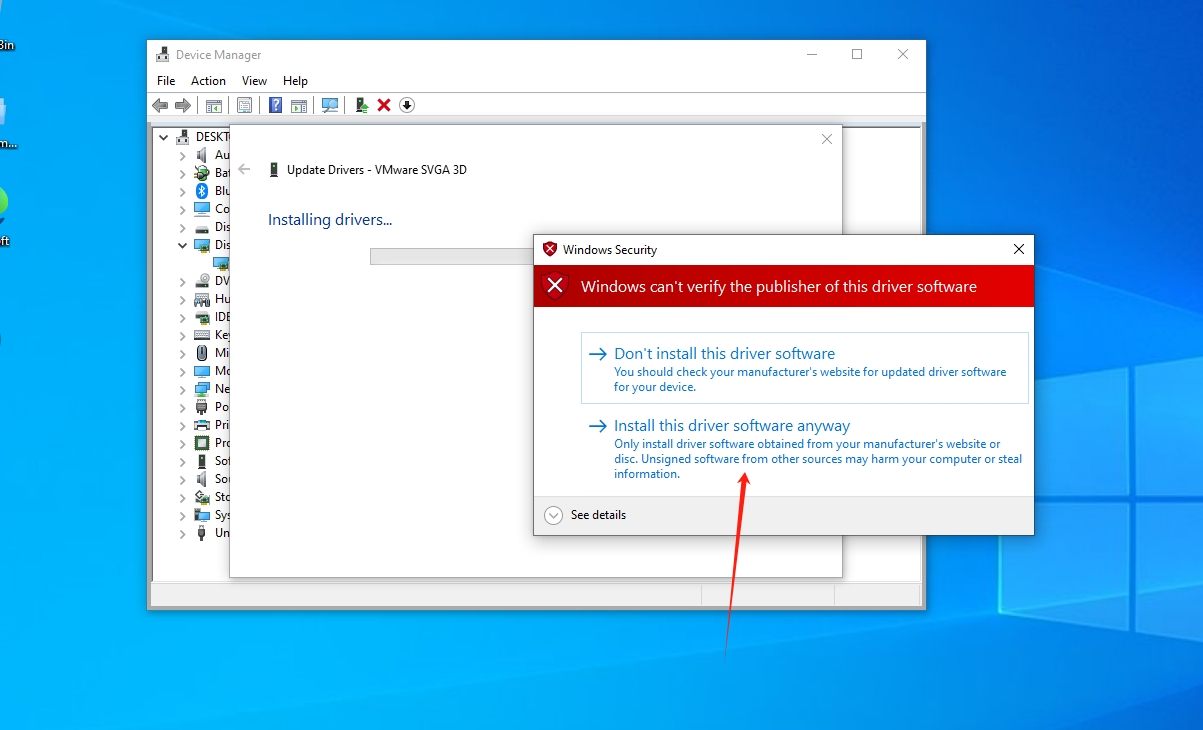 Bin
m...
ft
Device Manager
File Action View Help
DESKT
Au
Bat
Blu
Co
Dis
Dis
DV
Hu
IDE
Key
Mi
Mo
Ne
Po
Pri
Pro
Sof
Sou
Sto
Sys
Un
Update Drivers - VMware SVGA 3D
Installing drivers...
Windows Security
Windows can't verify the publisher of this driver software
Don't install this driver software
You should check your manufacturer's website for updated driver software
for your device.
Install this driver software anyway
Only install driver software obtained from your manufacturer's website or
disc. Unsigned software from other sources may harm your computer or steal
information.
See details